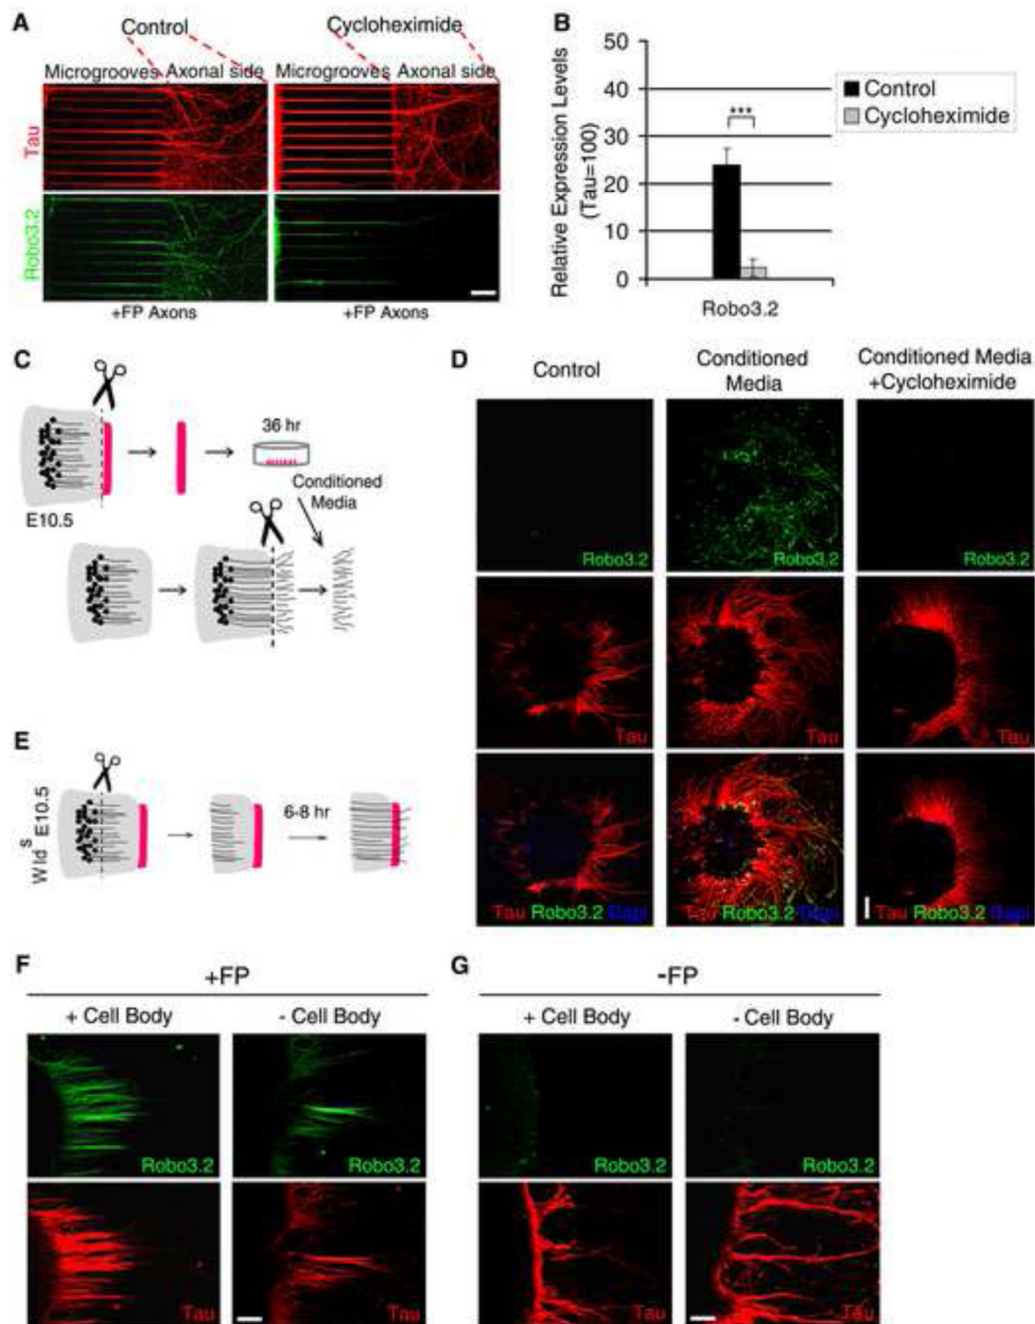 A
Control
Cycloheximide
Microgrooves
Axonal side
Microgrooves
Axonal side
Tau
Robo3.2
+FP Axons
+FP Axons
B
Relative Expression Levels
(Tau=100)
50
40
30
20
10
0
***
Robo3.2
Control
Cycloheximide
C
E10.5
36 hr
Conditioned
Media
D
Control
Conditioned
Media
Conditioned Media
+Cycloheximide
Robo3.2
Robo3.2
Robo3.2
Tau
Tau
Tau
Tau Robo3.2 Dapi
Tau Robo3.2 Dapi
Tau Robo3.2 Dapi
E
Wlds E10.5
6-8 hr
F
+FP
+ Cell Body
- Cell Body
Robo3.2
Robo3.2
Tau
Tau
G
-FP
+ Cell Body
- Cell Body
Robo3.2
Robo3.2
Tau
Tau